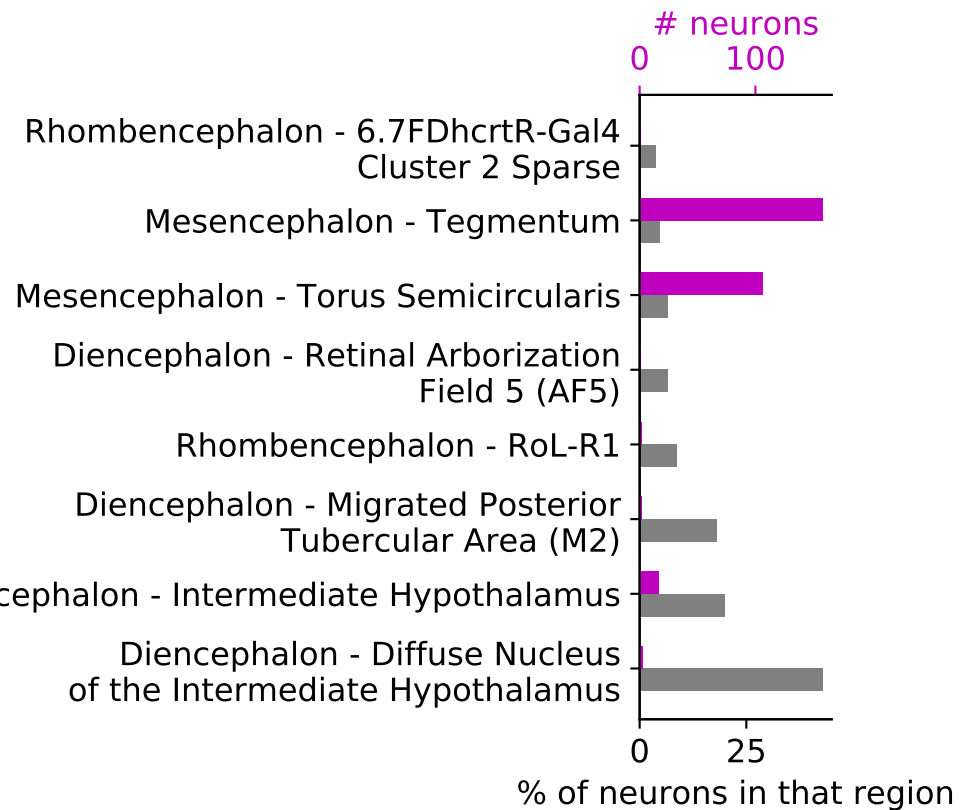 # neurons
0 100
Rhombencephalon - 6.7FDhcrtR-Gal4
Cluster 2 Sparse
Mesencephalon - Tegmentum
Mesencephalon - Torus Semicircularis
Diencephalon - Retinal Arborization
Field 5 (AF5)
Rhombencephalon - RoL-R1
Diencephalon - Migrated Posterior
Tubercular Area (M2)
cephalon - Intermediate Hypothalamus
Diencephalon - Diffuse Nucleus
of the Intermediate Hypothalamus
0 25
% of neurons in that region